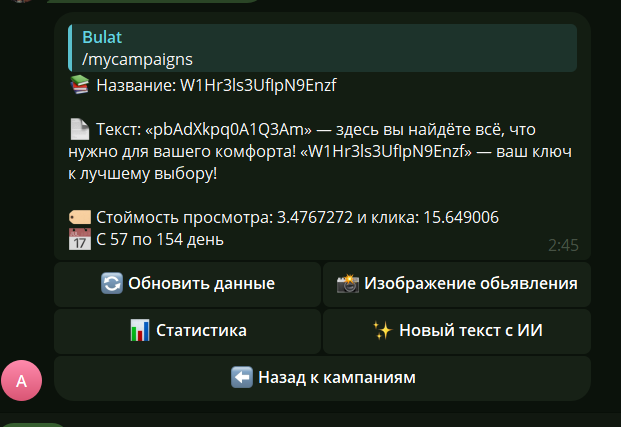 Bulat
/mycampaigns
Название: W1Hr3ls3UflpN9Enzf
Текст: «pbAdXkpq0A1Q3Am» — здесь вы найдёте всё, что
нужно для вашего комфорта! «W1Hr3ls3UflpN9Enzf» — ваш ключ
к лучшему выбору!
Стоимость просмотра: 3.4767272 и клика: 15.649006
17 С 57 по 154 день
2:45
Обновить данные
Изображение обьявления
Статистика
Новый текст с ИИ
Назад к кампаниям
A